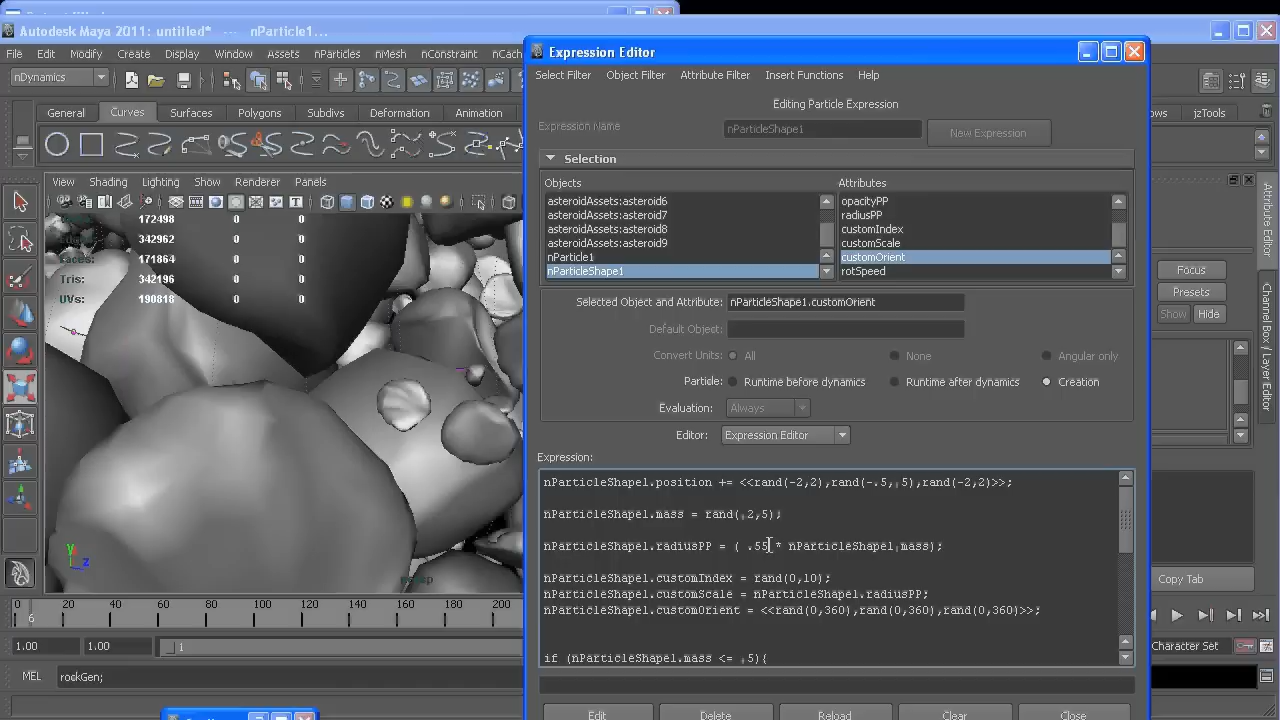 Autodesk Maya 2011: untitled* --- nParticle1...
File Edit Modify Create Display Window Assets nParticles nMesh nConstraint nCach
nDynamics
General Curves Surfaces Polygons Subdivs Deformation Animation
jzTools
View Shading Lighting Show Renderer Panels
172498 0 0
342962 0 0
Faces: 171864 0 0
Tris: 342196 0 0
UVs: 190818 0 0
persp
Expression Editor
Select Filter Object Filter Attribute Filter Insert Functions Help
Editing Particle Expression
Expression Name nParticleShape1 New Expression
Selection
Objects Attributes
asteroidAssets:asteroid6 opacityPP
asteroidAssets:asteroid7 radiusPP
asteroidAssets:asteroid8 customIndex
asteroidAssets:asteroid9 customScale
nParticle1 customOrient
nParticleShape1 rotSpeed
Selected Object and Attribute: nParticleShape1.customOrient
Default Object:
Convert Units: All None Angular only
Particle: Runtime before dynamics Runtime after dynamics Creation
Evaluation: Always
Editor: Expression Editor
Expression:
nParticleShape1.position += <<rand(-2,2),rand(-.5,.5),rand(-2,2)>>;
nParticleShape1.mass = rand(.2,5);
nParticleShape1.radiusPP = ( .55 * nParticleShape1.mass);
nParticleShape1.customIndex = rand(0,10);
nParticleShape1.customScale = nParticleShape1.radiusPP;
nParticleShape1.customOrient = <<rand(0,360),rand(0,360),rand(0,360)>>;
if (nParticleShape1.mass <= .5){
Edit Delete Reload Clear Close
Attribute Editor
Channel Box / Layer Editor
Focus
Presets
Show Hide
Copy Tab
0 20 40 60 80 100 120 140 160 180 200
6
1.00 1.00 1
Character Set
MEL rockGen;